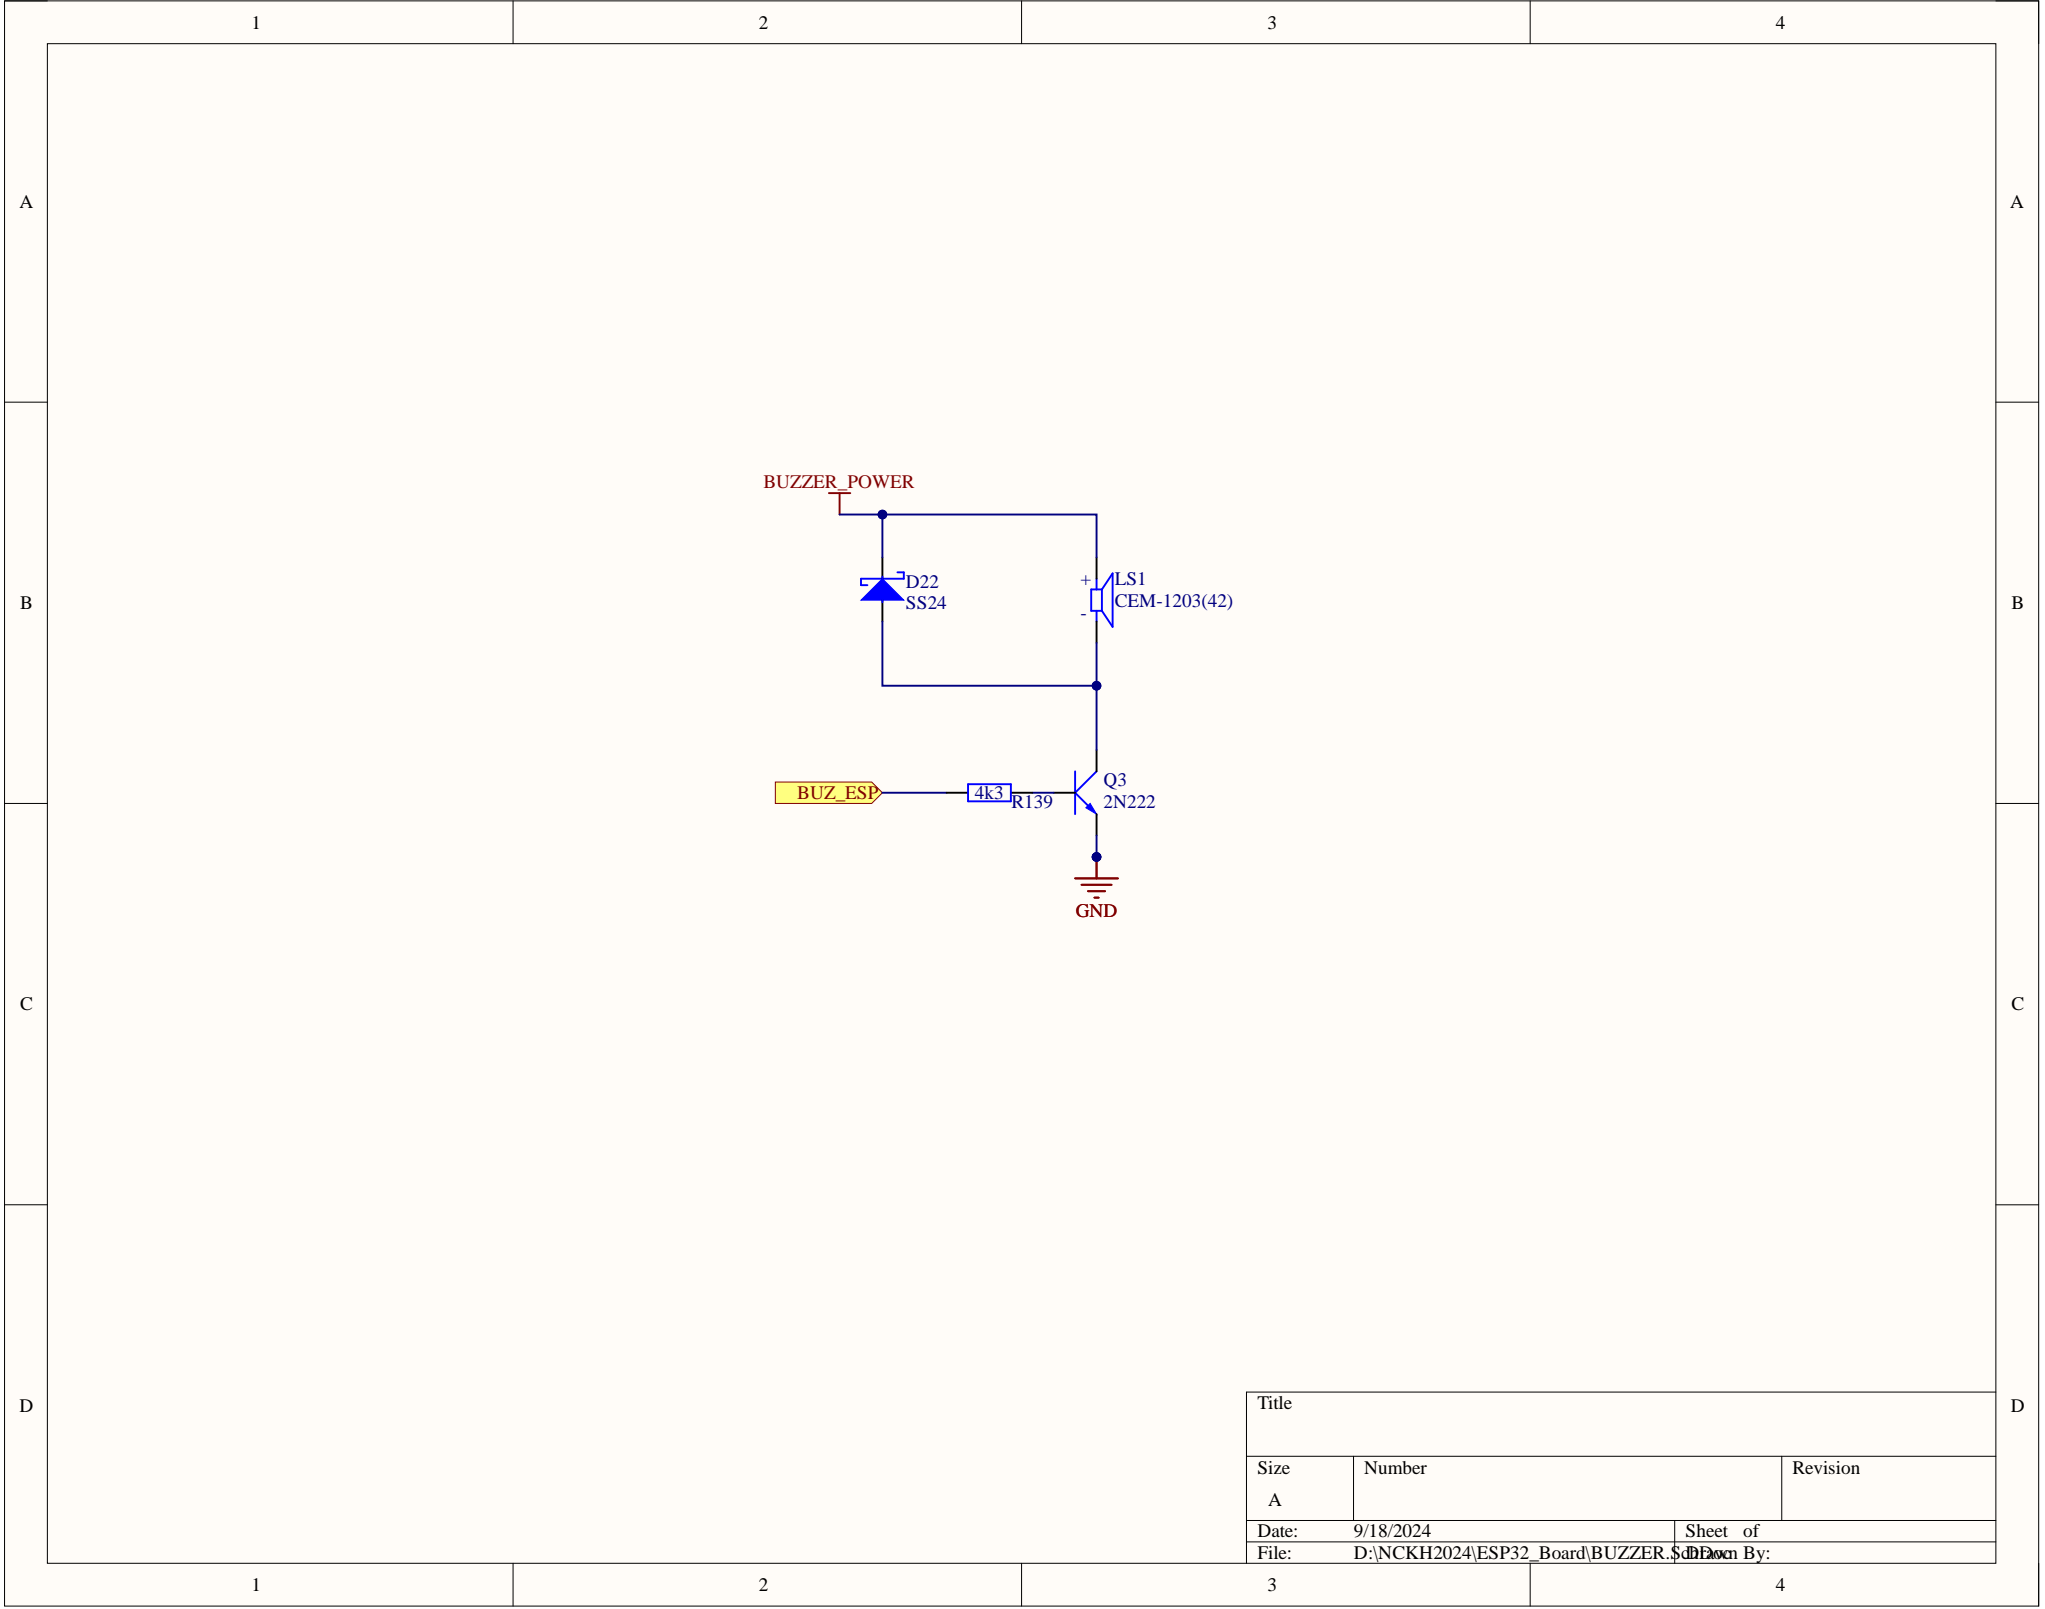 1 2 3 4
A A
BUZZER_POWER
D22
SS24
+
-
LS1
CEM-1203(42)
B B
BUZ_ESP
4k3
R139
Q3
2N222
GND
C C
D D
Title
Size
A
Number
Revision
Date: 9/18/2024
Sheet of
File: D:\NCKH2024\ESP32_Board\BUZZER.SchDoc
Drawn By:
1 2 3 4